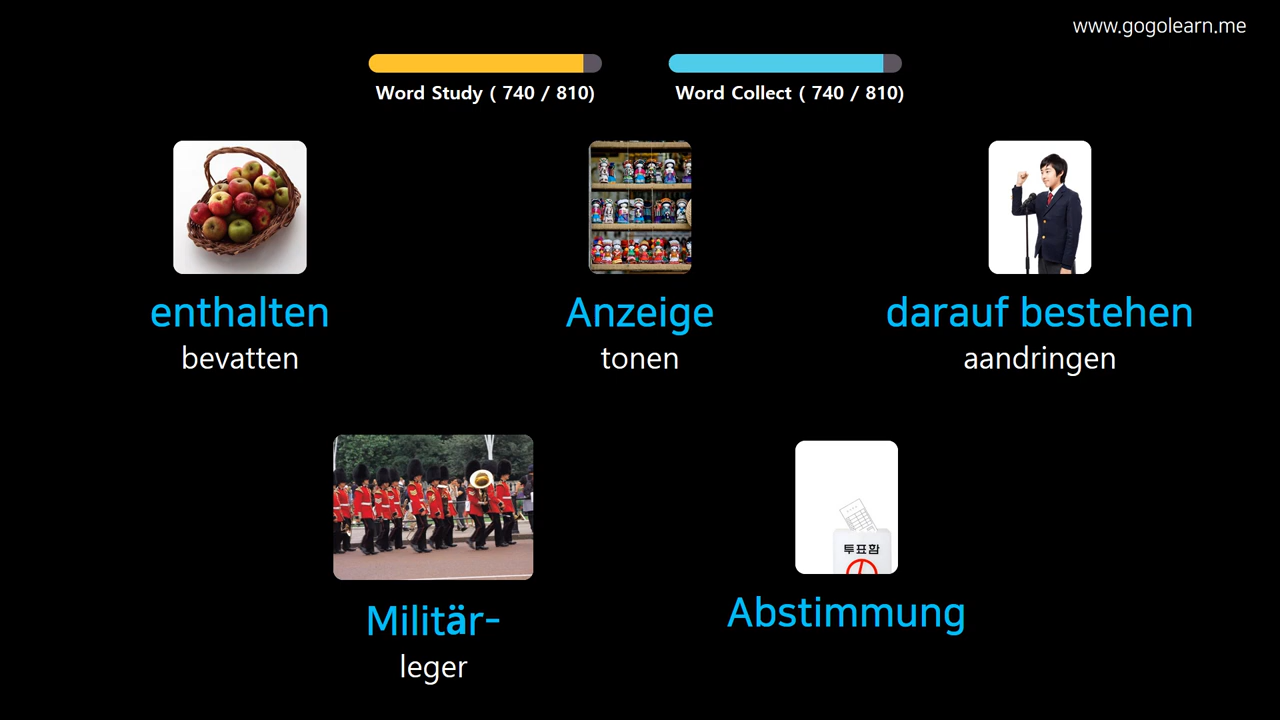 www.gogolearn.me
Word Study ( 740 / 810)
Word Collect ( 740 / 810)
enthalten
bevatten
Anzeige
tonen
darauf bestehen
aandringen
투표함
Militär-
leger
Abstimmung